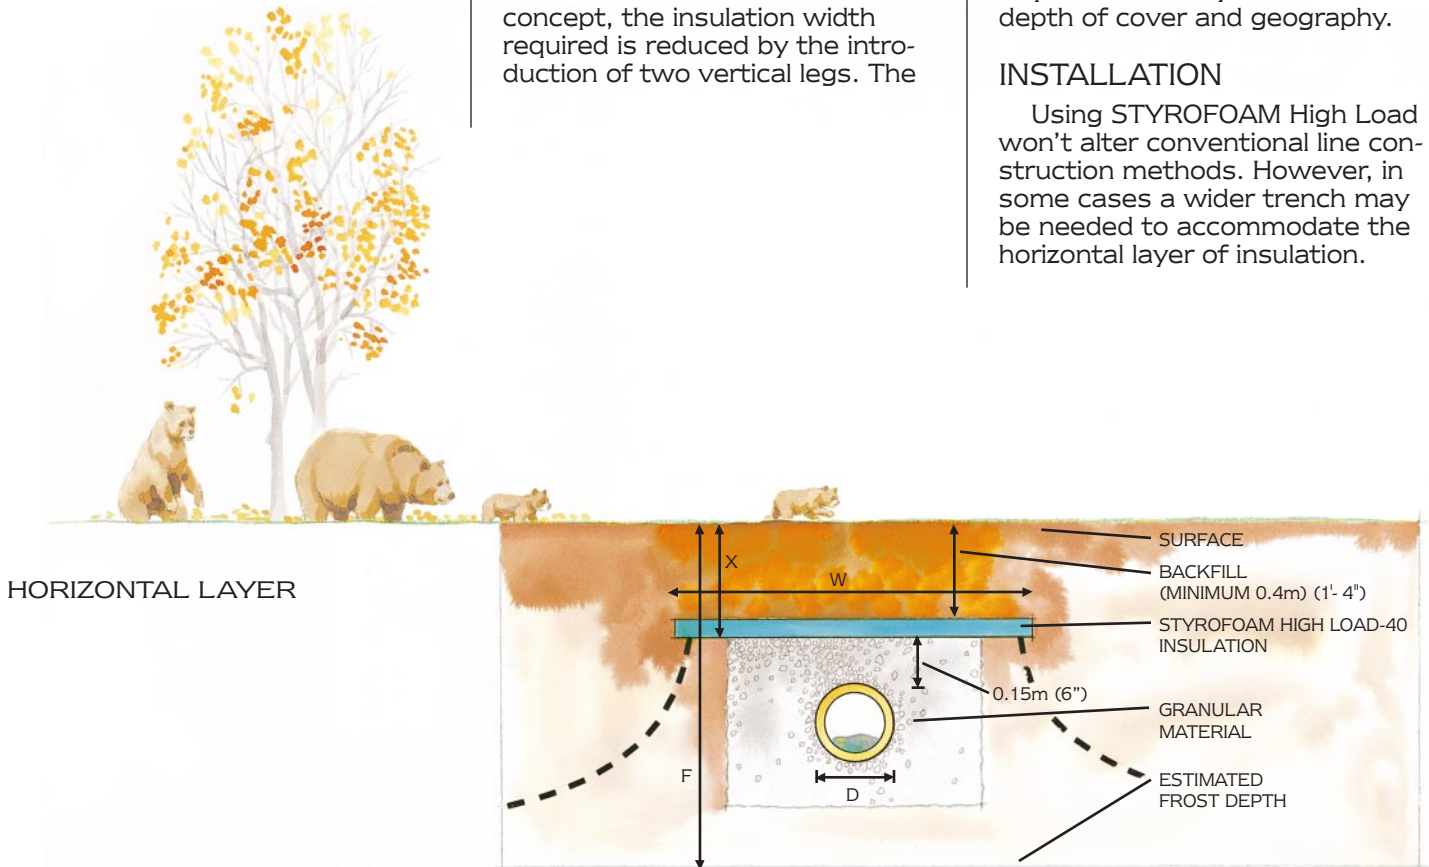 concept, the insulation width
required is reduced by the intro-
duction of two vertical legs. The
depth of cover and geography.
INSTALLATION
Using STYROFOAM High Load
won't alter conventional line con-
struction methods. However, in
some cases a wider trench may
be needed to accommodate the
horizontal layer of insulation.
HORIZONTAL LAYER
X
W
F
D
0.15m (6")
SURFACE
BACKFILL
(MINIMUM 0.4m) (1'- 4")
STYROFOAM HIGH LOAD-40
INSULATION
GRANULAR
MATERIAL
ESTIMATED
FROST DEPTH